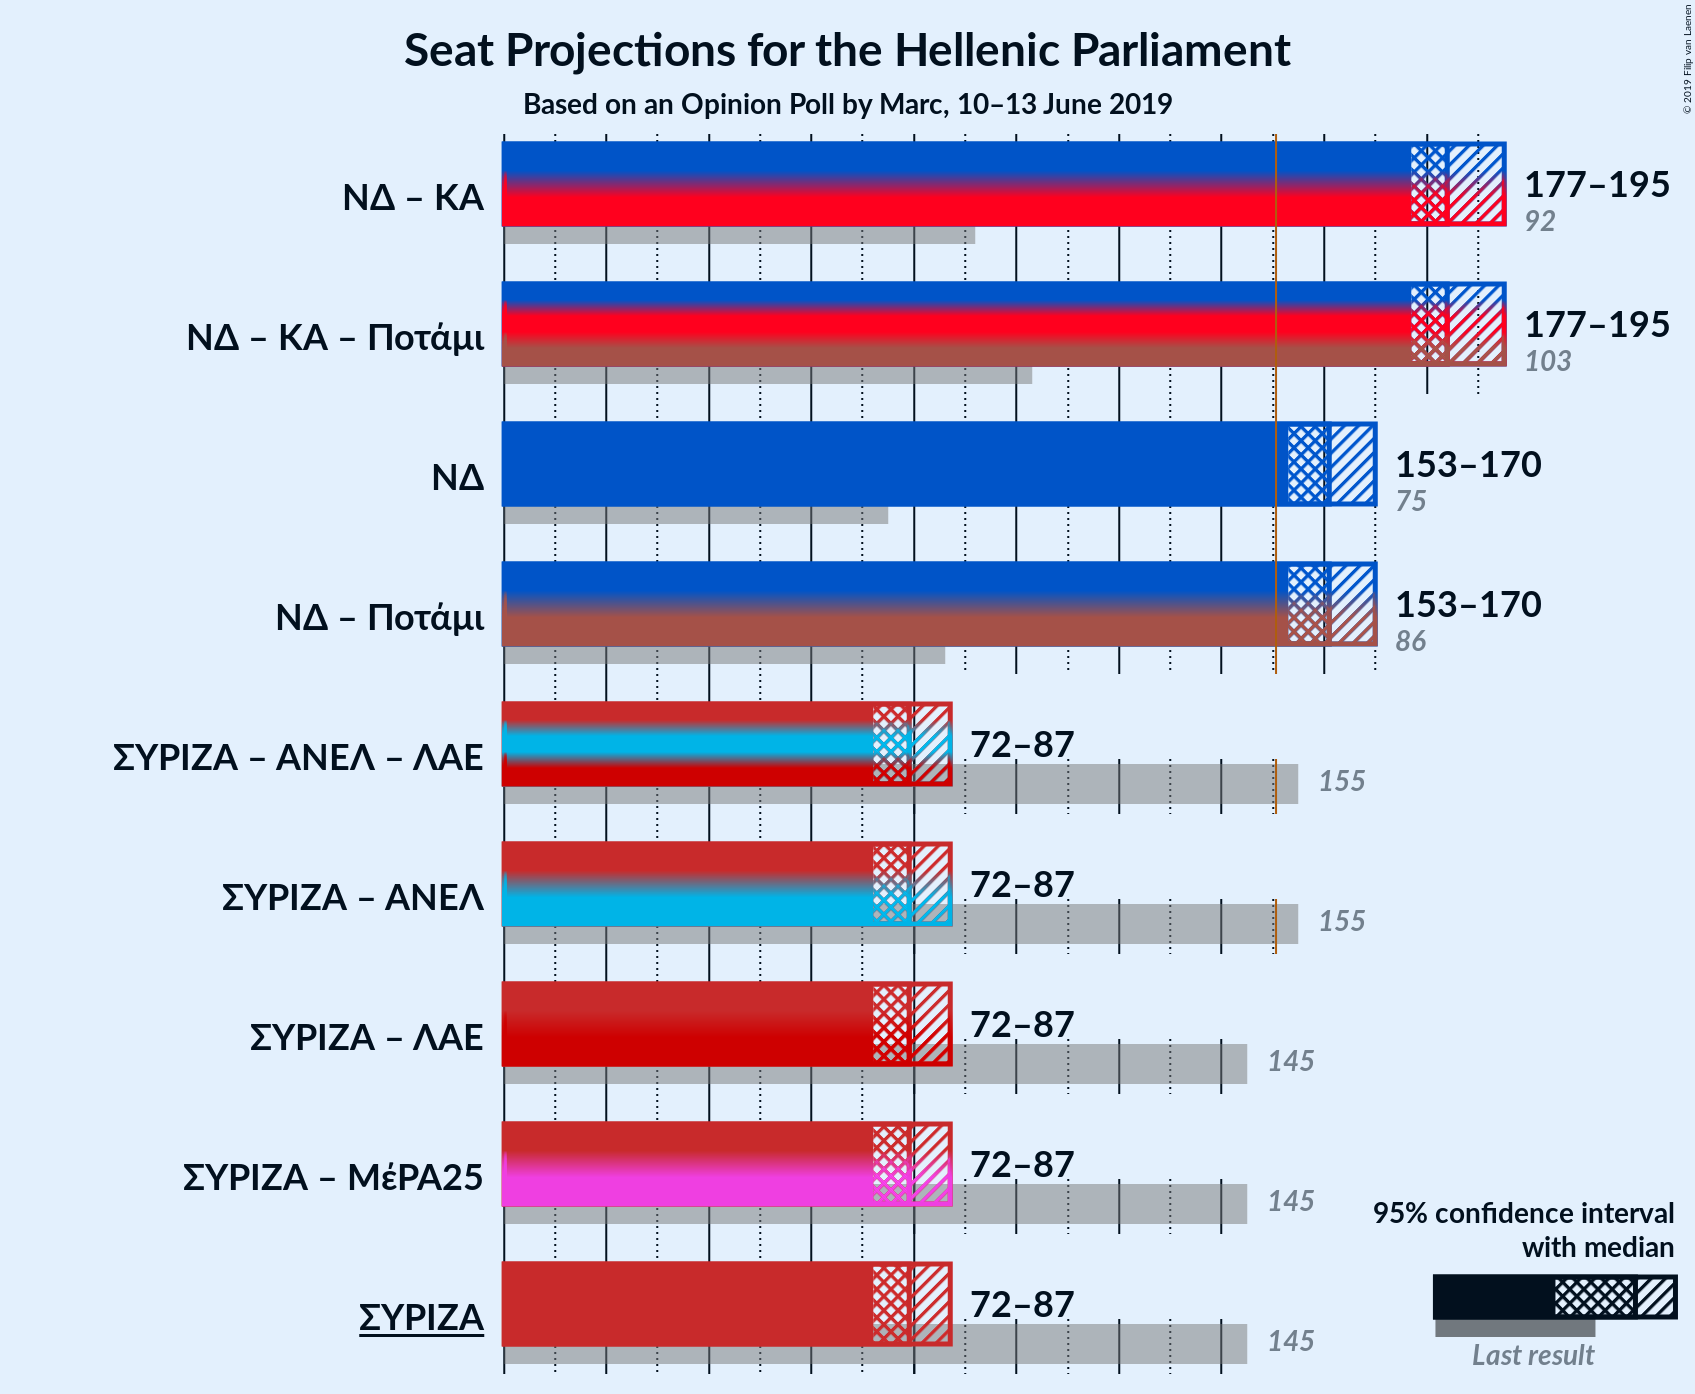 Seat Projections for the Hellenic Parliament
Based on an Opinion Poll by Marc, 10–13 June 2019
© 2019 Filip van Laenen
ΝΔ – ΚΑ
177–195
92
ΝΔ – ΚΑ – Ποτάμι
177–195
103
ΝΔ
153–170
75
ΝΔ – Ποτάμι
153–170
86
ΣΥΡΙΖΑ – ΑΝΕΛ – ΛΑΕ
72–87
155
ΣΥΡΙΖΑ – ΑΝΕΛ
72–87
155
ΣΥΡΙΖΑ – ΛΑΕ
72–87
145
ΣΥΡΙΖΑ – ΜέΡΑ25
72–87
145
ΣΥΡΙΖΑ
72–87
145
95% confidence interval
with median
Last result